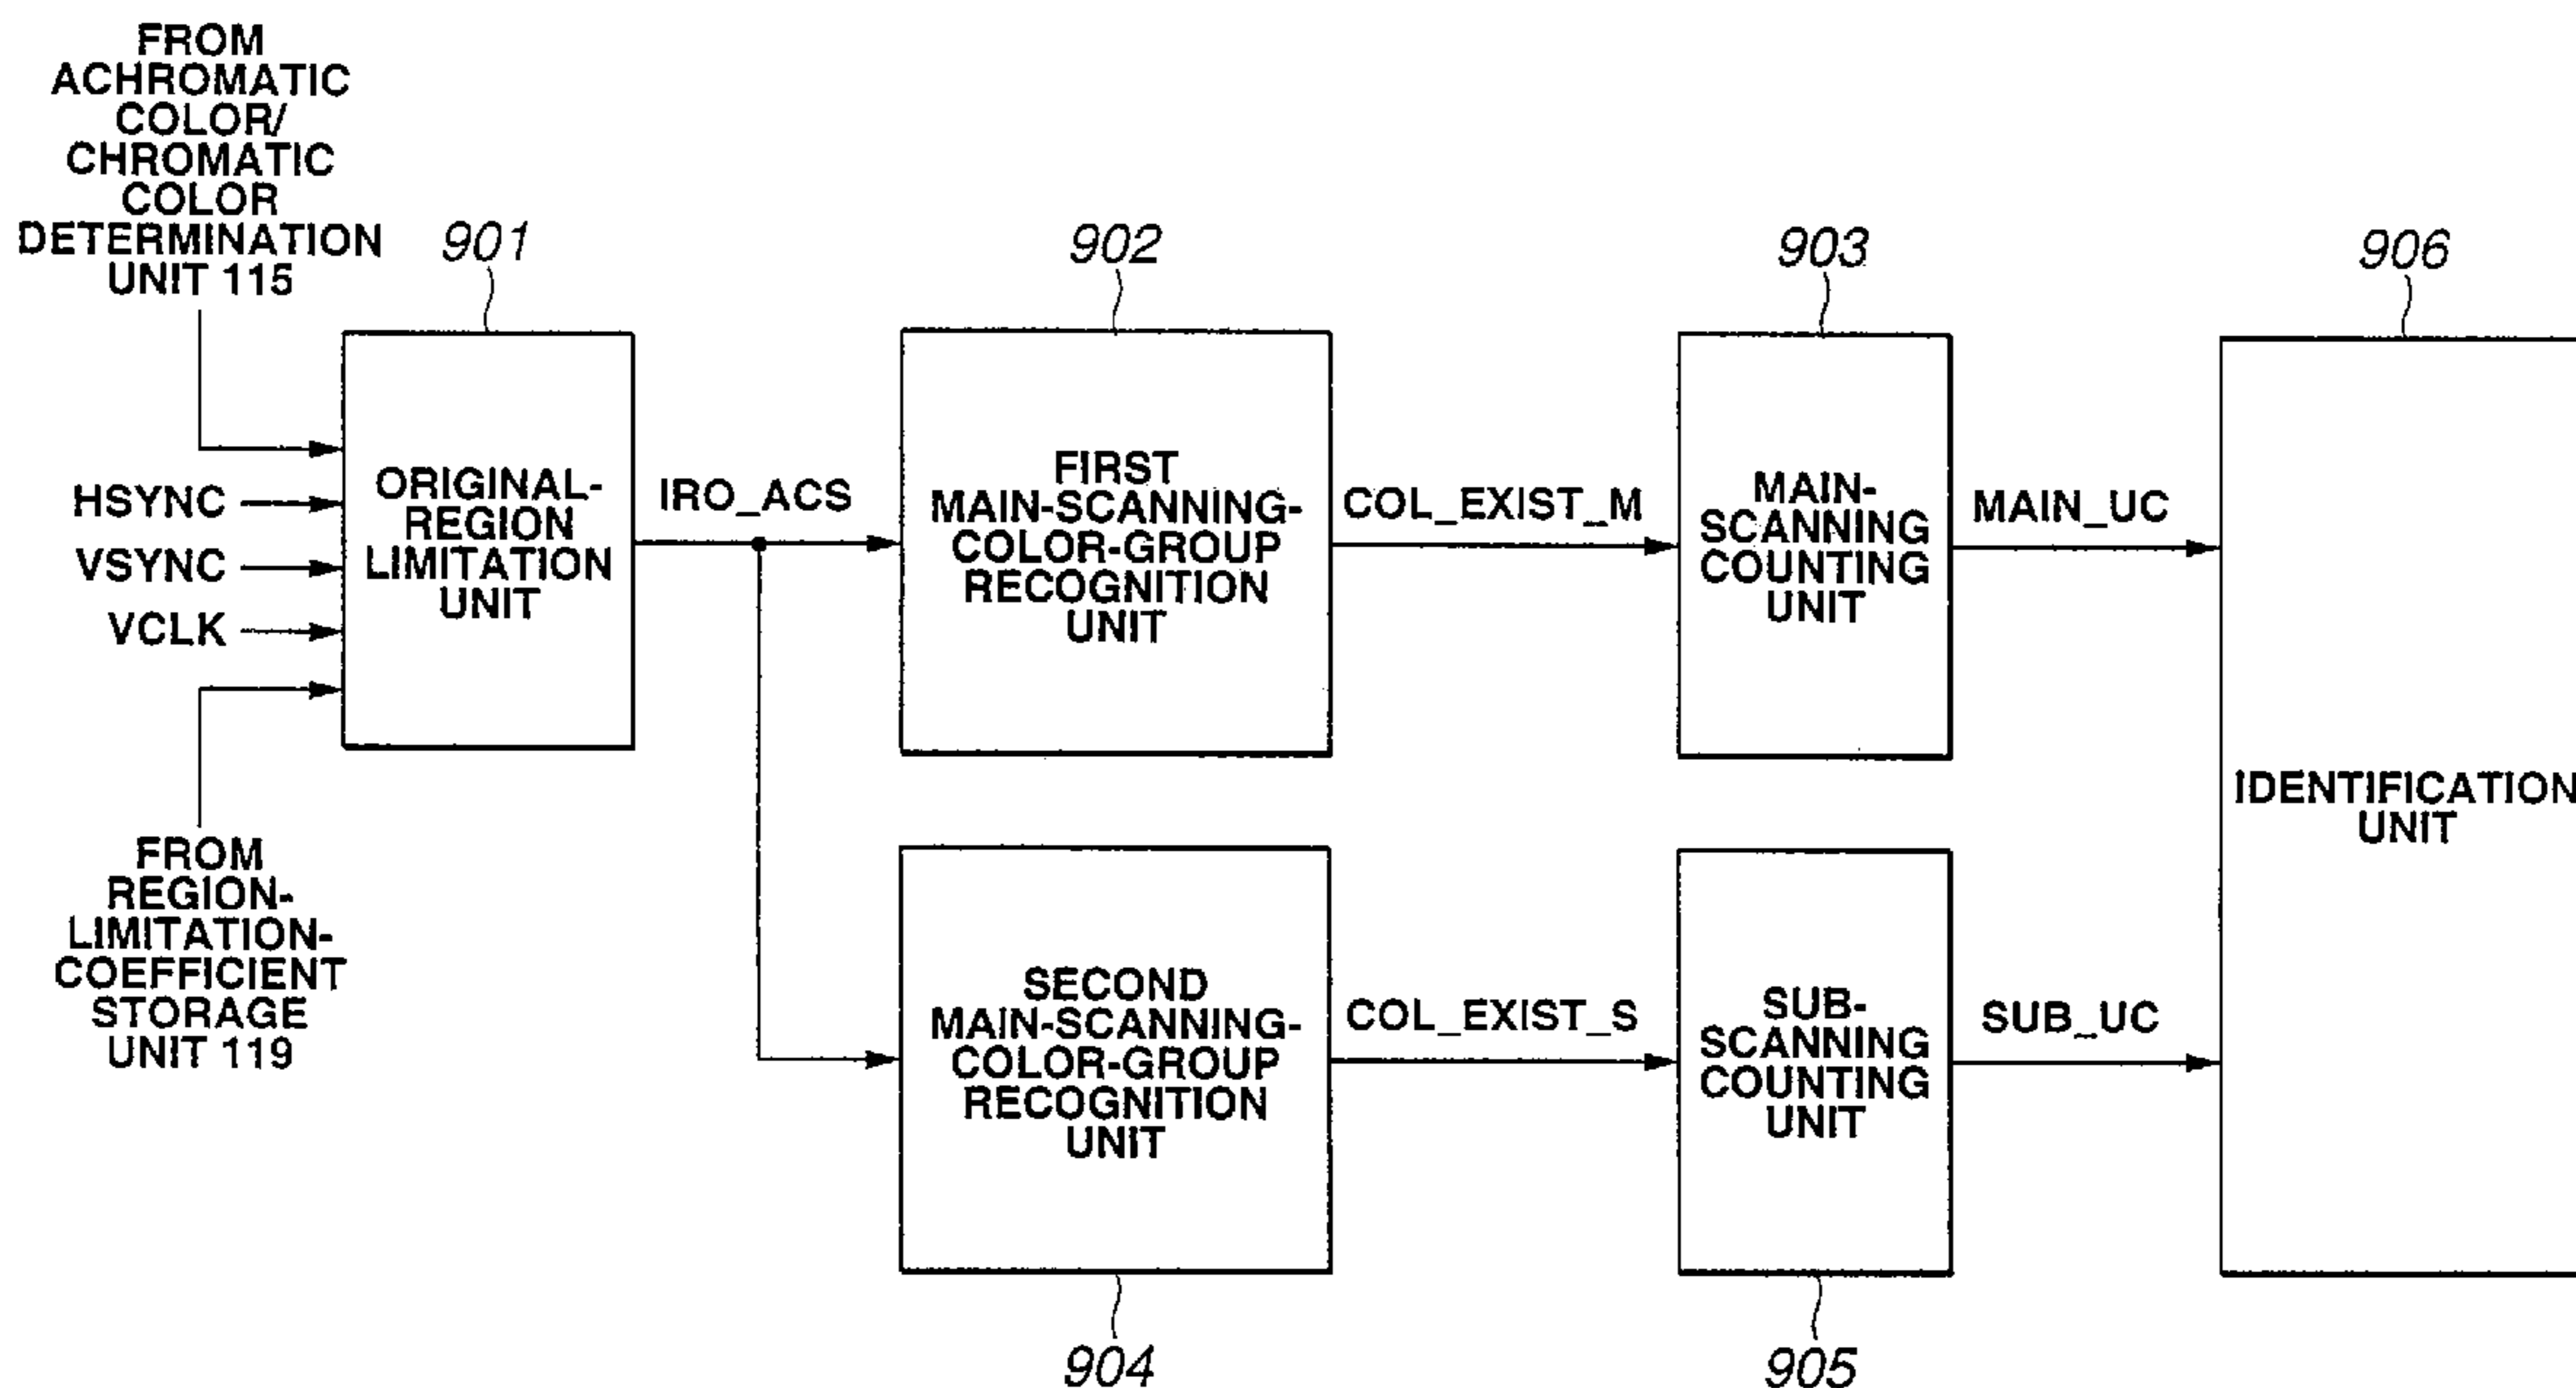 FROM
ACHROMATIC
COLOR/
CHROMATIC
COLOR
DETERMINATION
UNIT 115
901
902
903
906
HSYNC
VSYNC
VCLK
ORIGINAL-
REGION
LIMITATION
UNIT
IRO_ACS
FIRST
MAIN-SCANNING-
COLOR-GROUP
RECOGNITION
UNIT
COL_EXIST_M
MAIN-
SCANNING
COUNTING
UNIT
MAIN_UC
IDENTIFICATION
UNIT
FROM
REGION-
LIMITATION-
COEFFICIENT
STORAGE
UNIT 119
SECOND
MAIN-SCANNING-
COLOR-GROUP
RECOGNITION
UNIT
COL_EXIST_S
SUB-
SCANNING
COUNTING
UNIT
SUB_UC
904
905